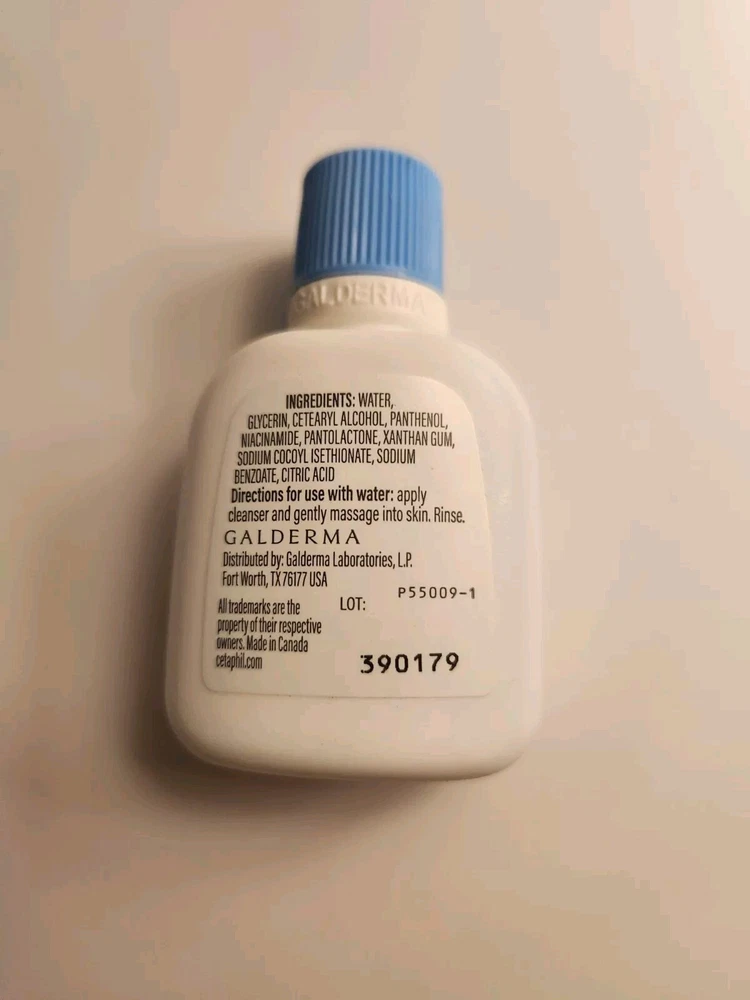 GALDERMA
INGREDIENTS: WATER,
GLYCERIN, CETEARYL ALCOHOL, PANTHENOL,
NIACINAMIDE, PANTOLACTONE, XANTHAN GUM,
SODIUM COCOYL ISETHIONATE, SODIUM
BENZOATE, CITRIC ACID
Directions for use with water: apply
cleanser and gently massage into skin. Rinse.
GALDERMA
Distributed by: Galderma Laboratories, L.P.
Fort Worth, TX 76177 USA
P55009-1
LOT:
All trademarks are the
property of their respective
owners. Made in Canada
cetaphil.com
390179